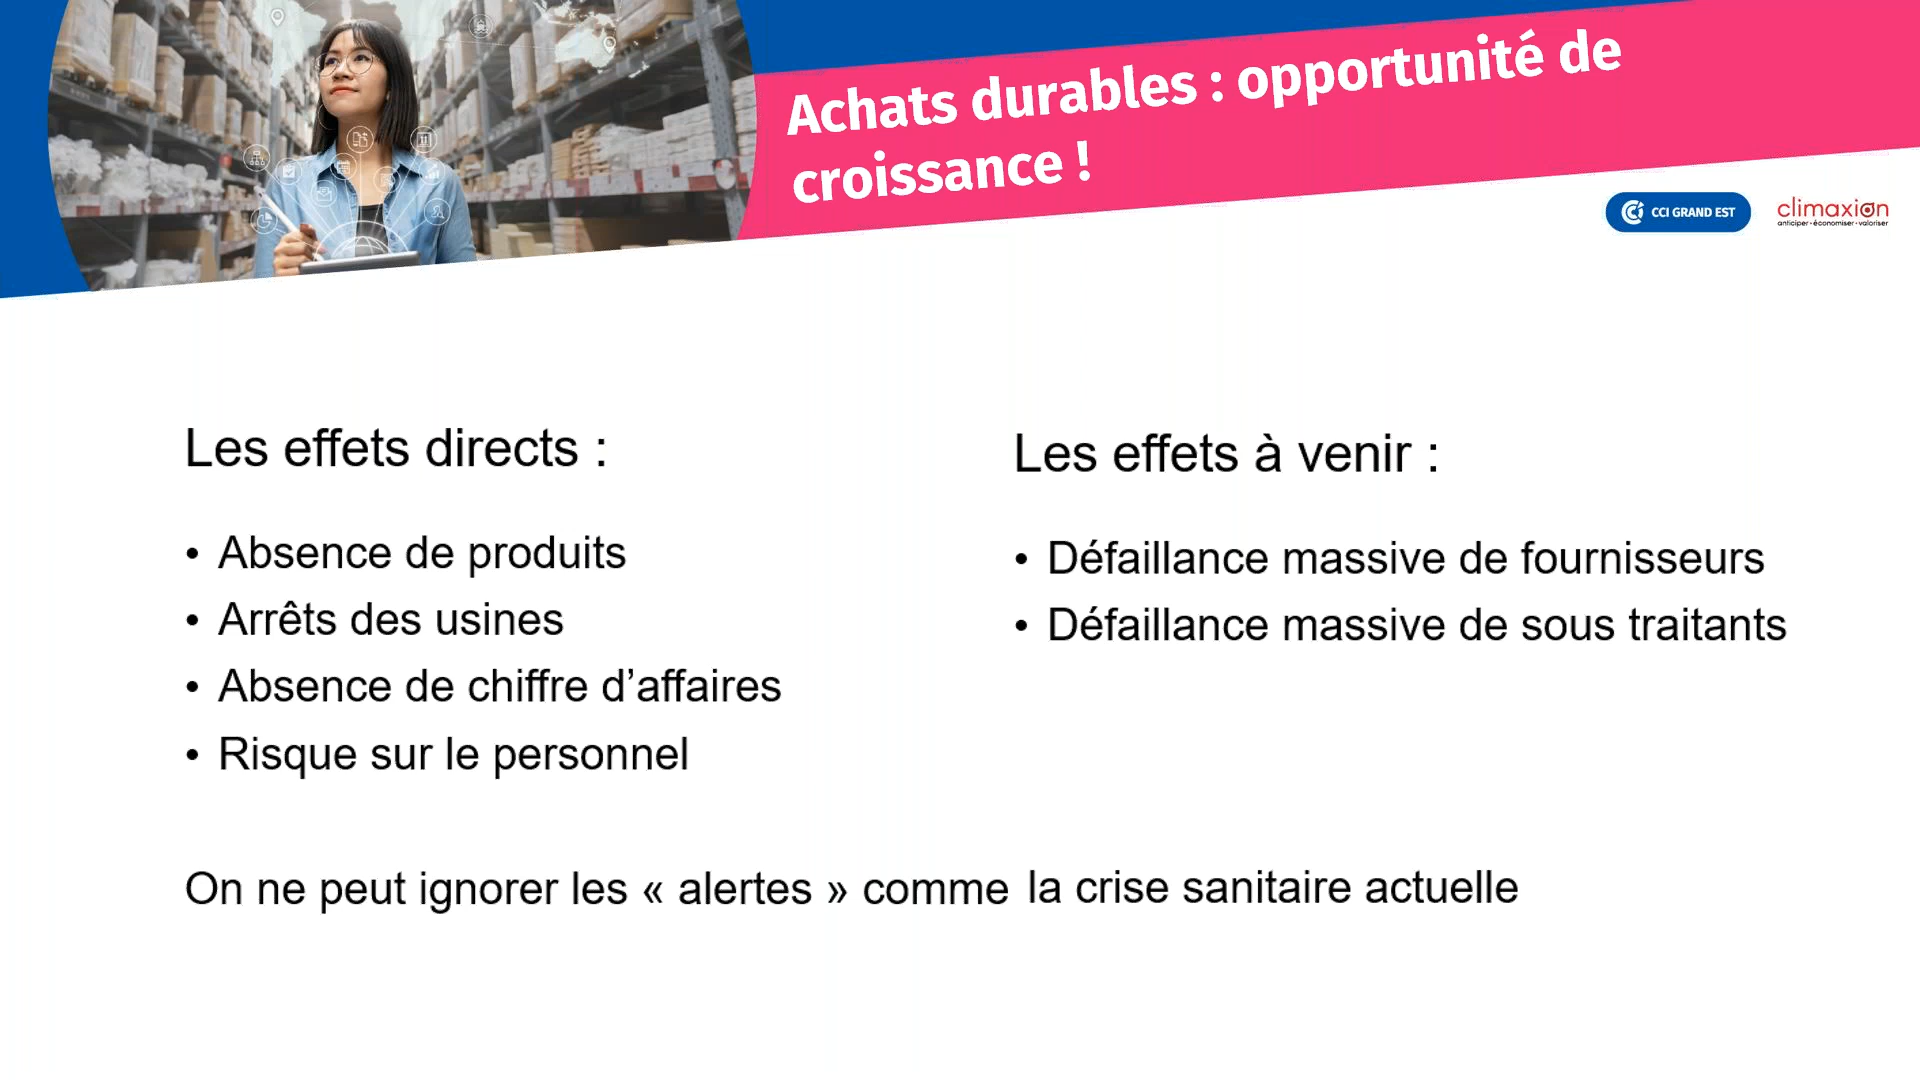 Achats durables : opportunité de
croissance !
CCI GRAND EST
climaxion
anticiper • économiser • valoriser
Les effets directs :
• Absence de produits
• Arrêts des usines
• Absence de chiffre d’affaires
• Risque sur le personnel
Les effets à venir :
• Défaillance massive de fournisseurs
• Défaillance massive de sous traitants
On ne peut ignorer les « alertes » comme la crise sanitaire actuelle